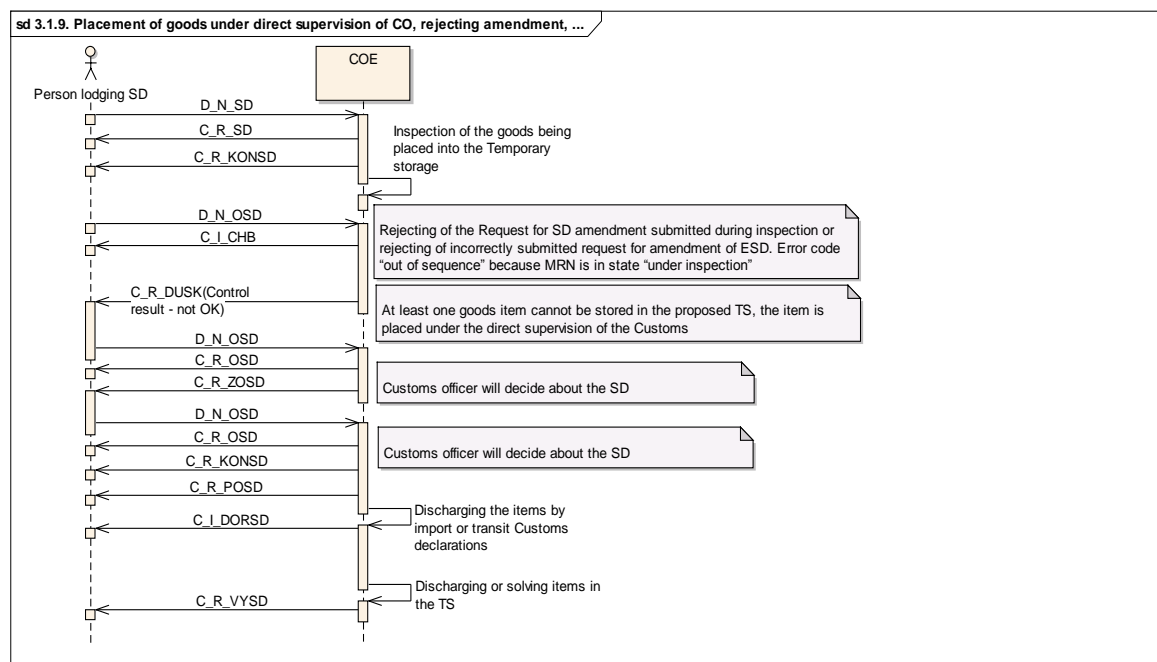 sd 3.1.9. Placement of goods under direct supervision of CO, rejecting amendment, ...
COE
Person lodging SD
D_N_SD
C_R_SD
Inspection of the goods being
placed into the Temporary
storage
C_R_KONSD
D_N_OSD
C_I_CHB
Rejecting of the Request for SD amendment submitted during inspection or
rejecting of incorrectly submitted request for amendment of ESD. Error code
“out of sequence” because MRN is in state “under inspection”
C_R_DUSK(Control
result - not OK)
At least one goods item cannot be stored in the proposed TS, the item is
placed under the direct supervision of the Customs
D_N_OSD
C_R_OSD
C_R_ZOSD
Customs officer will decide about the SD
D_N_OSD
C_R_OSD
Customs officer will decide about the SD
C_R_KONSD
C_R_POSD
Discharging the items by
import or transit Customs
declarations
C_I_DORSD
Discharging or solving items in
the TS
C_R_VYSD